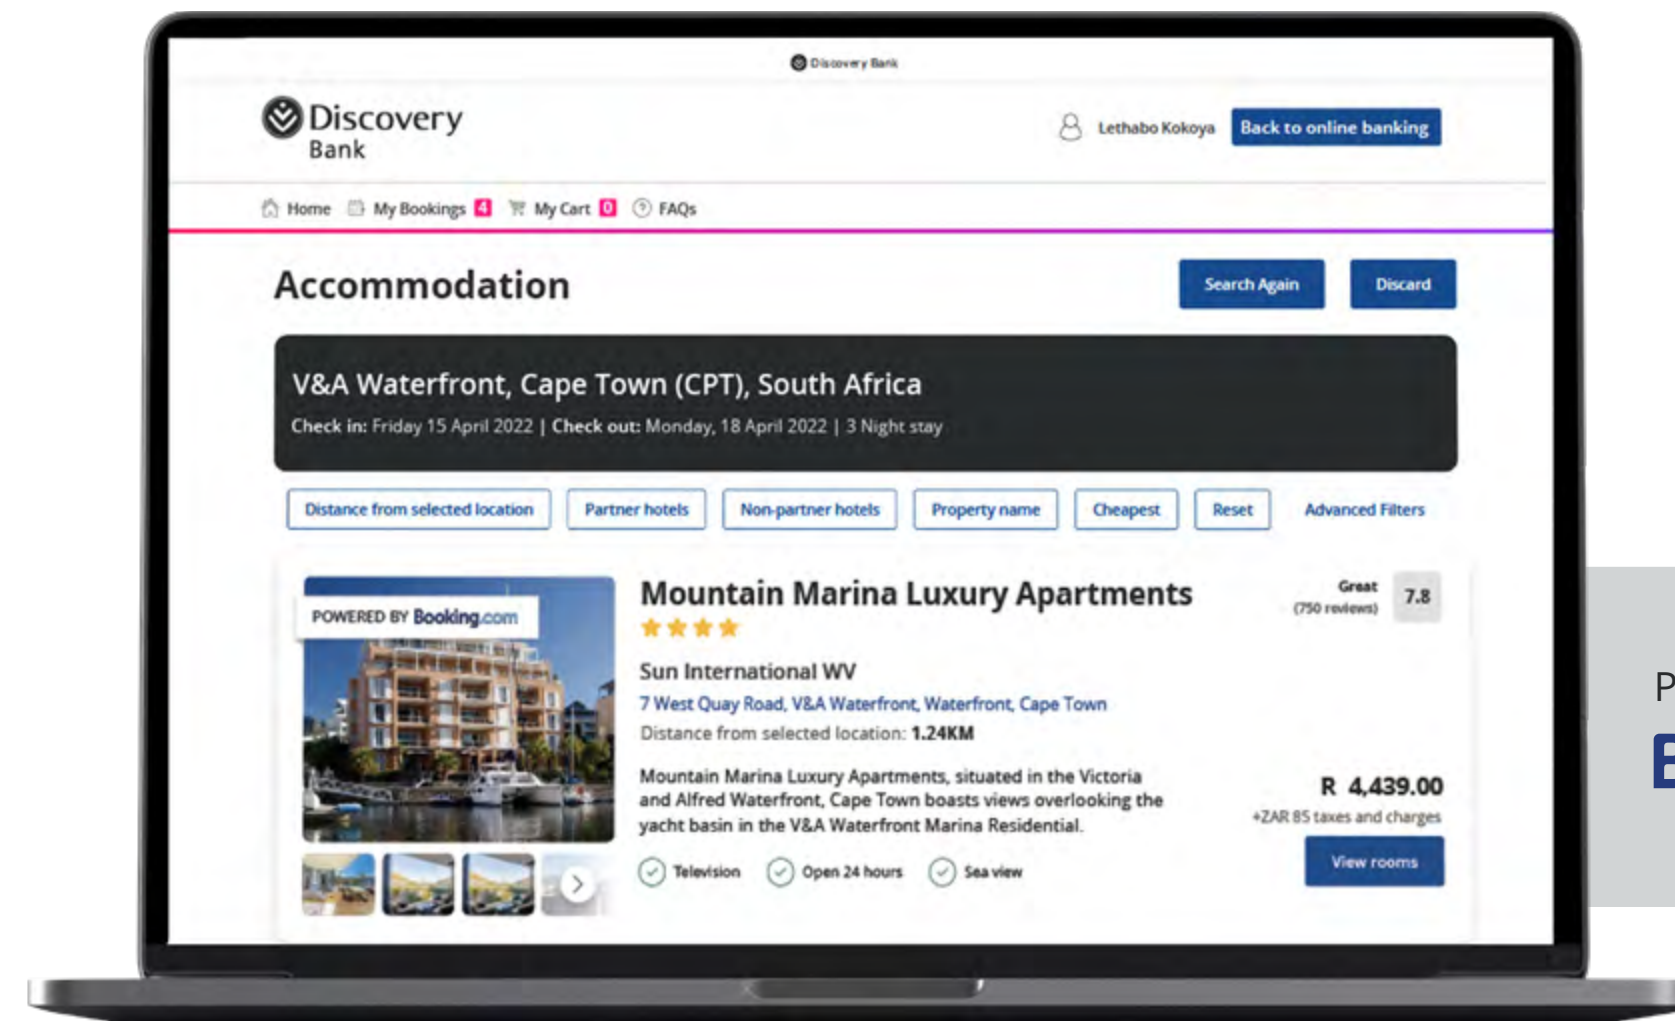 Discovery Bank
Discovery
Bank
Lethabo Kokoya
Back to online banking
Home
My Bookings 4
My Cart 0
FAQs
Accommodation
Search Again
Discard
V&A Waterfront, Cape Town (CPT), South Africa
Check in: Friday 15 April 2022 | Check out: Monday, 18 April 2022 | 3 Night stay
Distance from selected location
Partner hotels
Non-partner hotels
Property name
Cheapest
Reset
Advanced Filters
POWERED BY Booking.com
Mountain Marina Luxury Apartments
Great
(750 reviews)
7.8
Sun International WV
7 West Quay Road, V&A Waterfront, Waterfront, Cape Town
Distance from selected location: 1.24KM
Mountain Marina Luxury Apartments, situated in the Victoria
and Alfred Waterfront, Cape Town boasts views overlooking the
yacht basin in the V&A Waterfront Marina Residential.
R 4,439.00
+ZAR 85 taxes and charges
View rooms
Television
Open 24 hours
Sea view
P